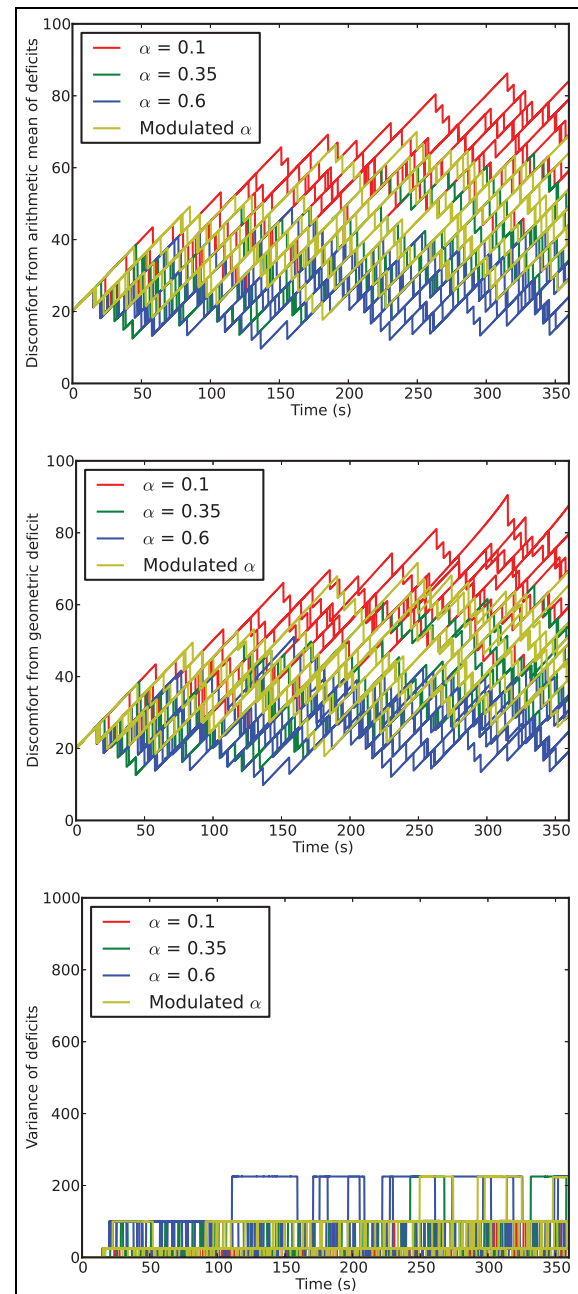 100
80
60
40
20
0
Discomfort from arithmetic mean of deficits
α = 0.1
α = 0.35
α = 0.6
Modulated α
0 50 100 150 200 250 300 350
Time (s)
100
80
60
40
20
0
Discomfort from geometric deficit
α = 0.1
α = 0.35
α = 0.6
Modulated α
0 50 100 150 200 250 300 350
Time (s)
1000
800
600
400
200
0
Variance of deficits
α = 0.1
α = 0.35
α = 0.6
Modulated α
0 50 100 150 200 250 300 350
Time (s)